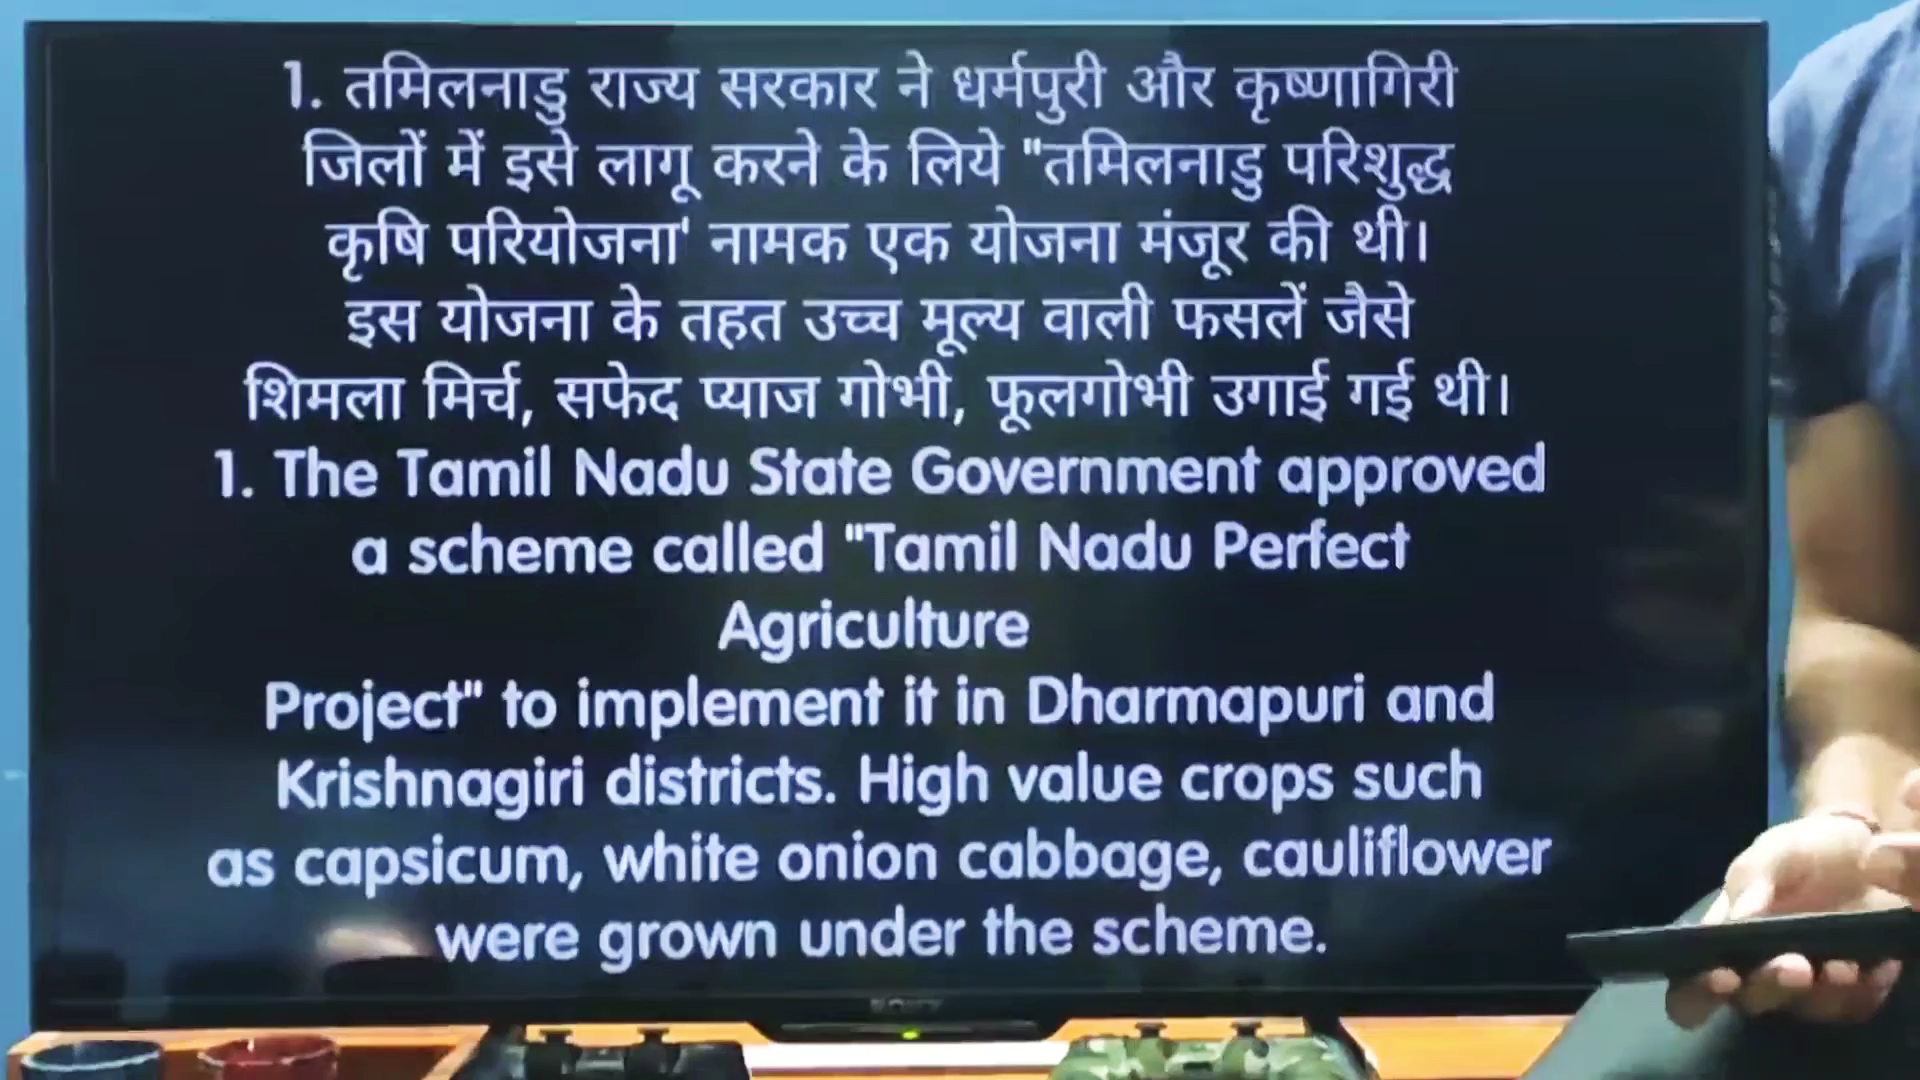 1. तमिलनाडु राज्य सरकार ने धर्मपुरी और कृष्णागिरी
जिलों में इसे लागू करने के लिये "तमिलनाडु परिशुद्ध
कृषि परियोजना' नामक एक योजना मंजूर की थी।
इस योजना के तहत उच्च मूल्य वाली फसलें जैसे
शिमला मिर्च, सफेद प्याज गोभी, फूलगोभी उगाई गई थी।
1. The Tamil Nadu State Government approved
a scheme called "Tamil Nadu Perfect
Agriculture
Project" to implement it in Dharmapuri and
Krishnagiri districts. High value crops such
as capsicum, white onion cabbage, cauliflower
were grown under the scheme.
SONY